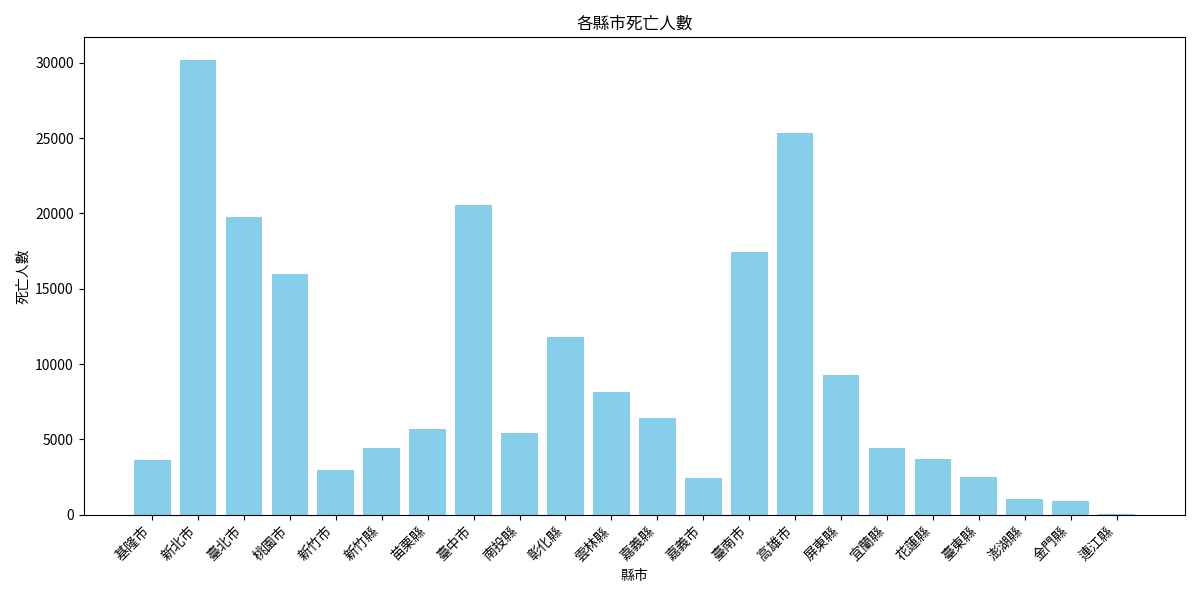 各縣市死亡人數
死亡人數
30000
25000
20000
15000
10000
5000
0
基隆市
新北市
臺北市
桃園市
新竹市
新竹縣
苗栗縣
臺中市
南投縣
彰化縣
雲林縣
嘉義縣
嘉義市
臺南市
高雄市
屏東縣
宜蘭縣
花蓮縣
臺東縣
澎湖縣
金門縣
連江縣
縣市